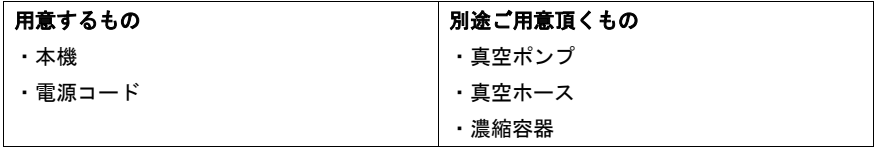 用意するもの
・本機
・電源コード
別途ご用意頂くもの
・真空ポンプ
・真空ホース
・濃縮容器